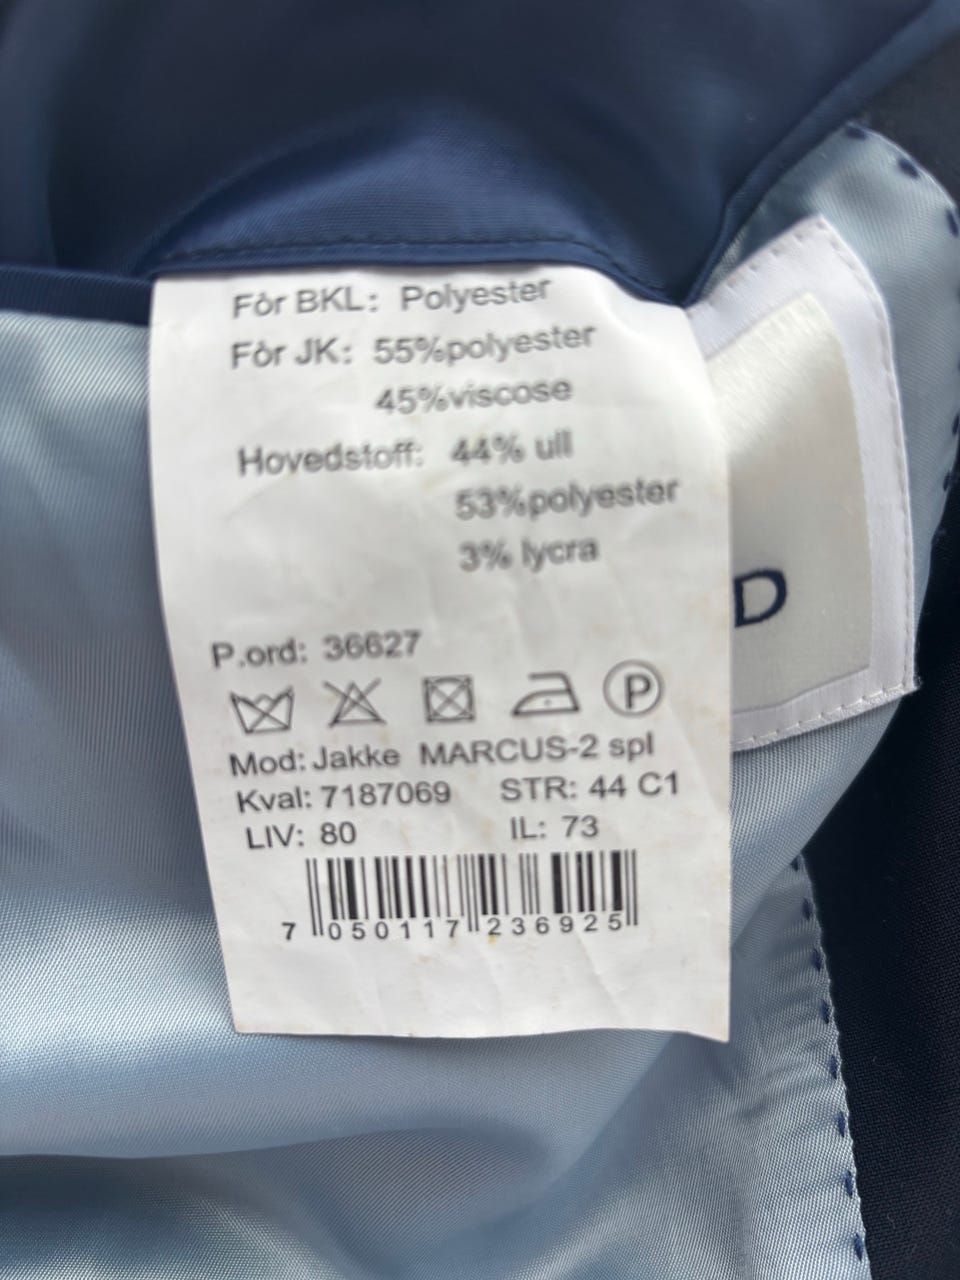 Fòr BKL: Polyester
Fòr JK: 55%polyester
45%viscose
Hovedstoff: 44% ull
53%polyester
3% lycra
P.ord: 36627
P
Mod: Jakke MARCUS-2 spl
Kval: 7187069 STR: 44 C1
LIV: 80 IL: 73
7 050117 236925
D